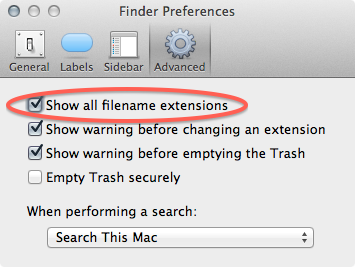 Finder Preferences
General Labels Sidebar Advanced
Show all filename extensions
Show warning before changing an extension
Show warning before emptying the Trash
Empty Trash securely
When performing a search:
Search This Mac